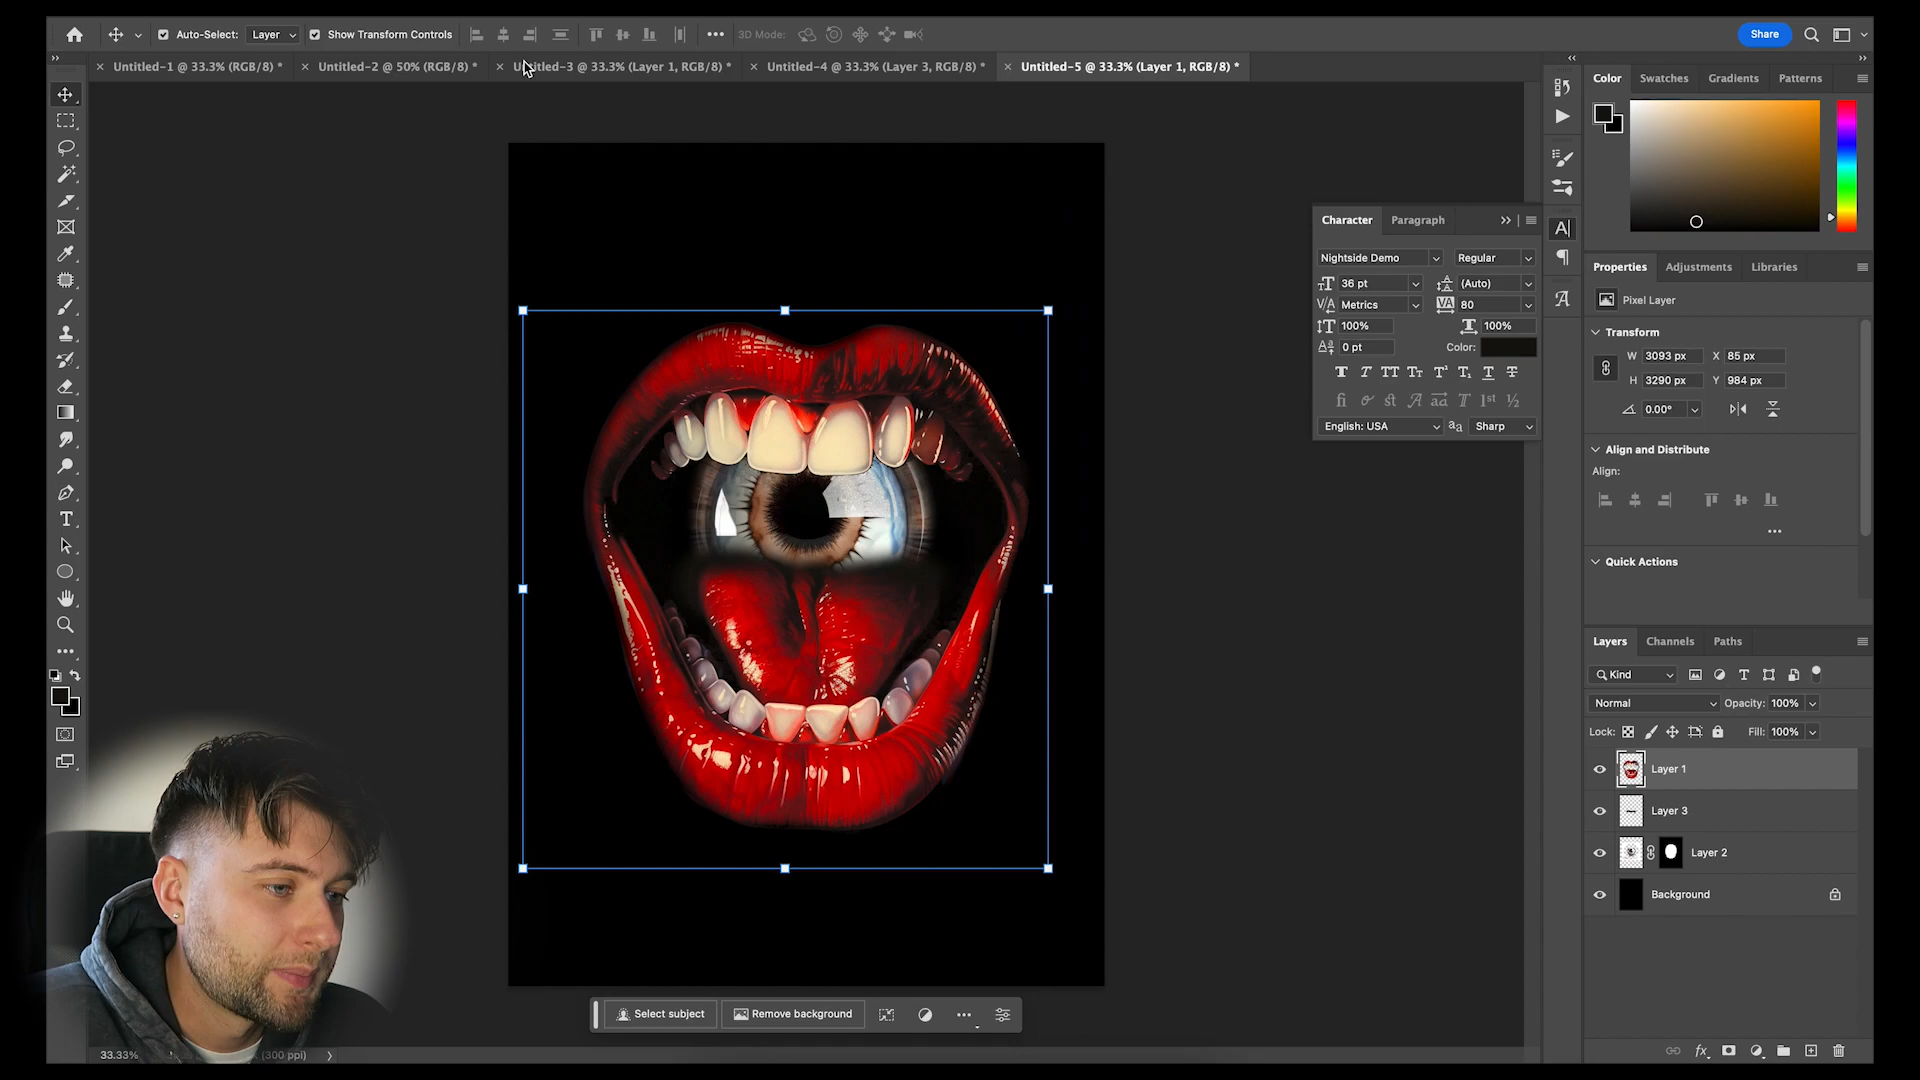 Auto-Select: Layer Show Transform Controls 3D Mode: Share
Untitled-1 @ 33.3% (RGB/8) * Untitled-2 @ 50% (RGB/8) * Untitled-3 @ 33.3% (Layer 1, RGB/8) * Untitled-4 @ 33.3% (Layer 3, RGB/8) * Untitled-5 @ 33.3% (Layer 1, RGB/8) *
Color Swatches Gradients Patterns
Character Paragraph
Nightside Demo Regular
36 pt (Auto)
Metrics 80
100% 100%
0 pt Color:
English: USA Sharp
Properties Adjustments Libraries
Pixel Layer
Transform
W 3093 px X 85 px
H 3290 px Y 984 px
0.00°
Align and Distribute
Align:
Quick Actions
Layers Channels Paths
Kind
Normal Opacity: 100%
Lock: Fill: 100%
Layer 1
Layer 3
Layer 2
Background
Select subject Remove background
33.33% (300 ppi)